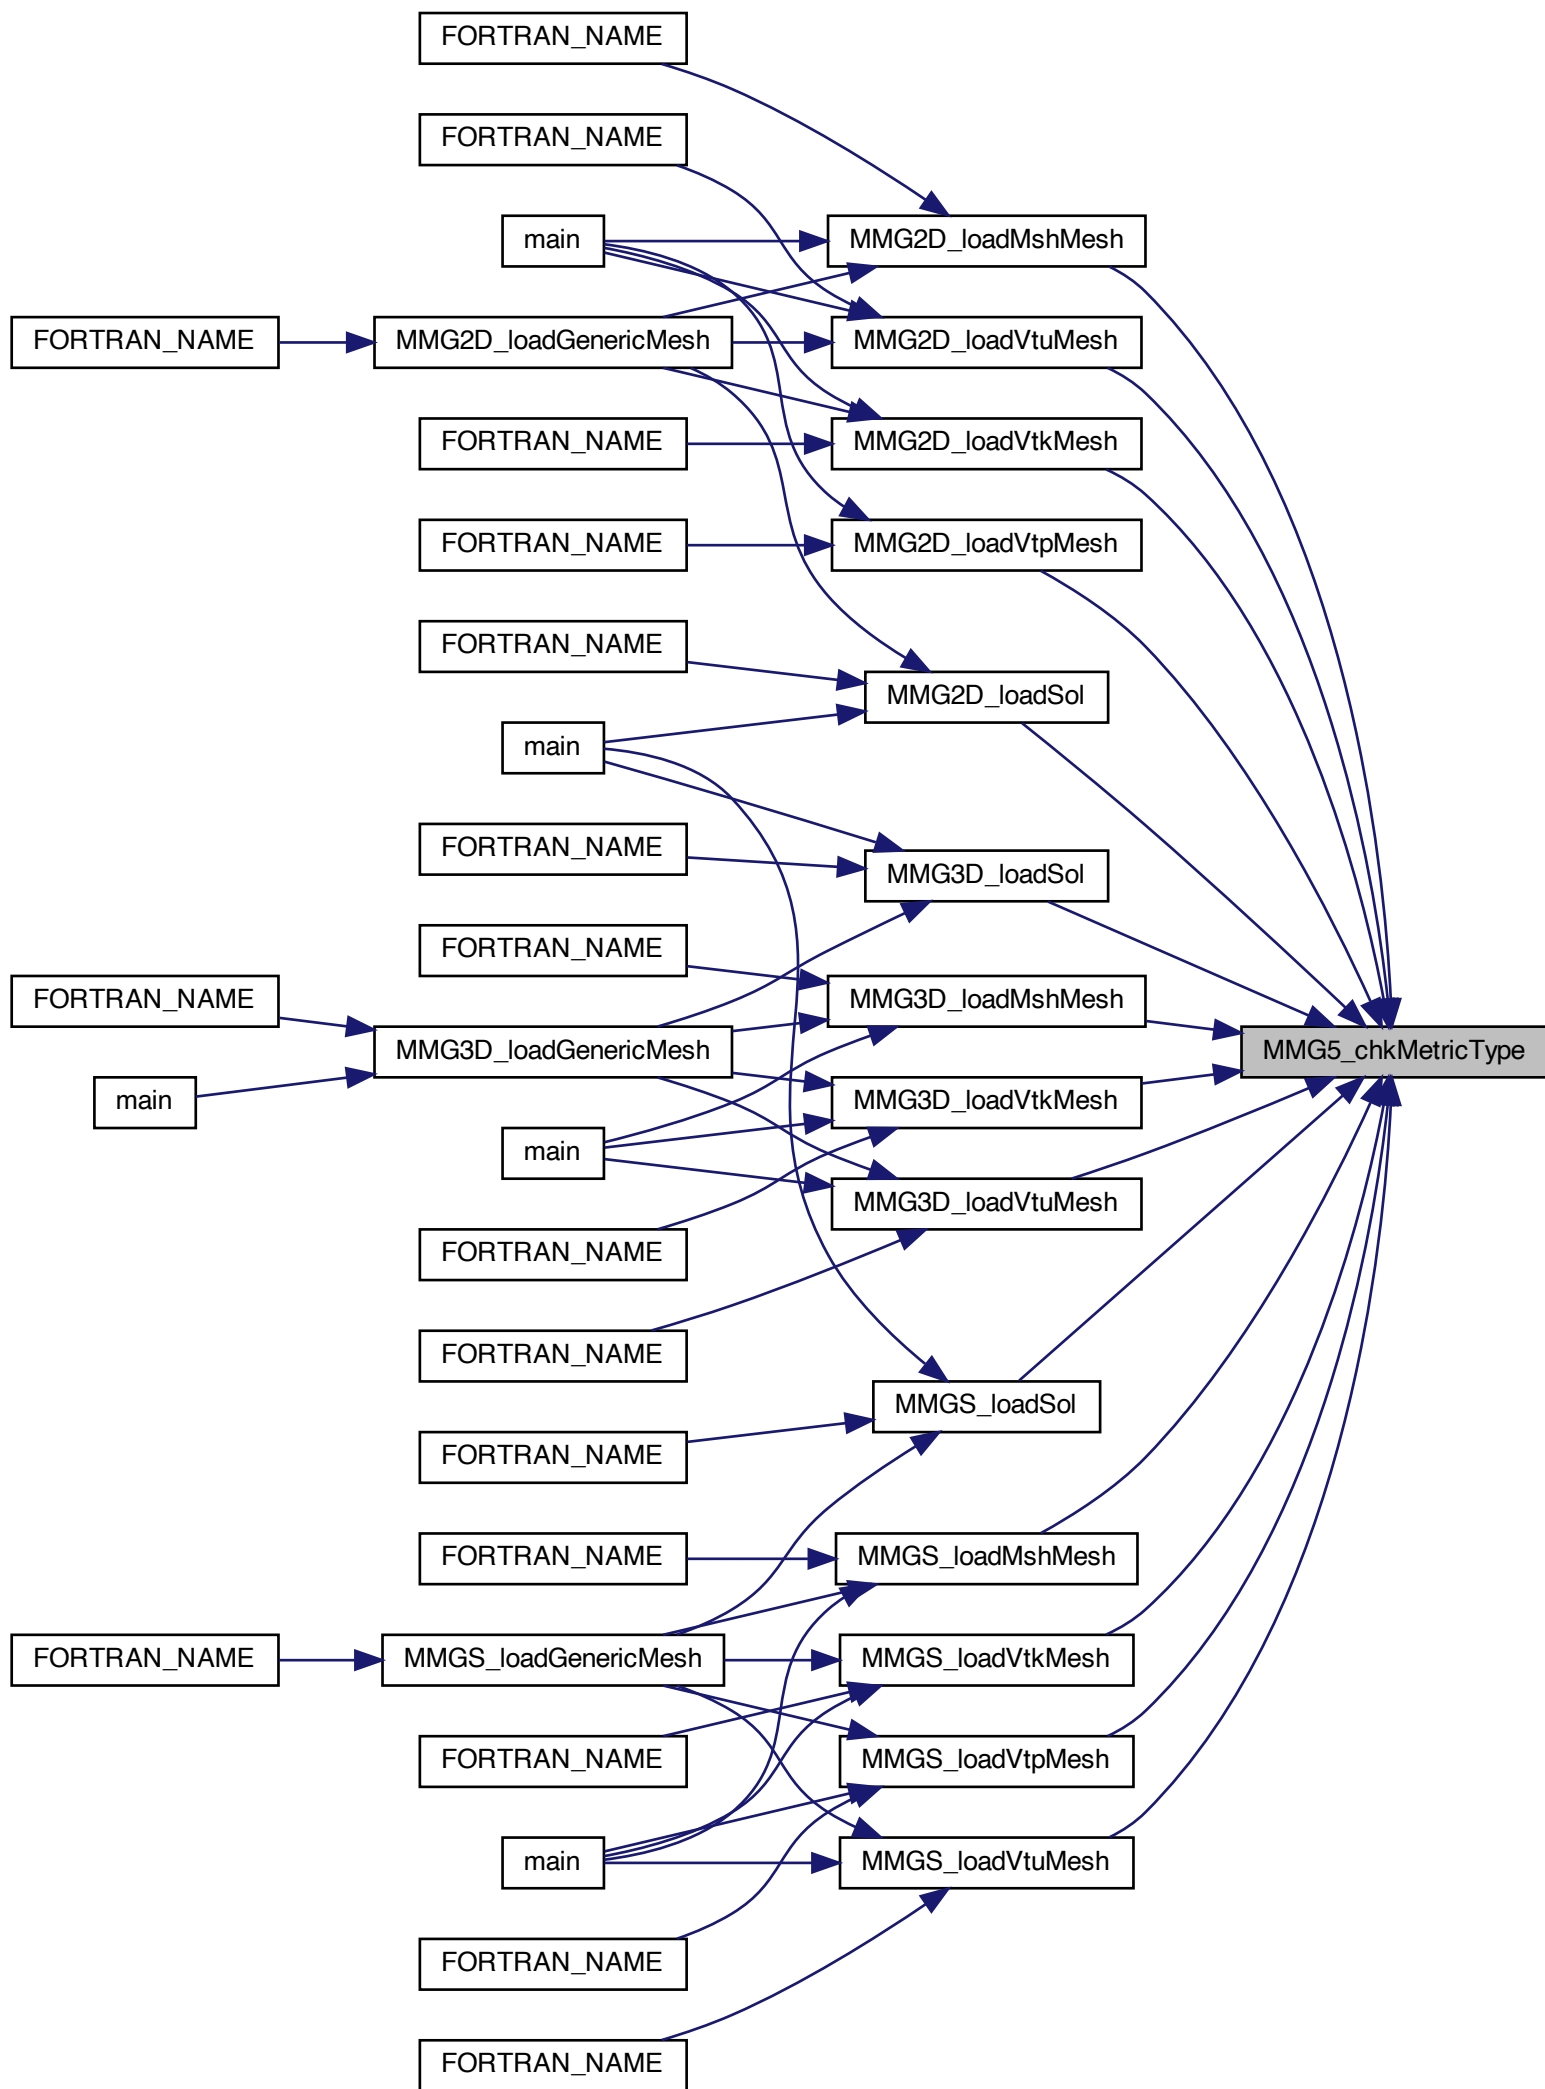 FORTRAN_NAME
FORTRAN_NAME
main
MMG2D_loadMshMesh
FORTRAN_NAME
MMG2D_loadGenericMesh
MMG2D_loadVtuMesh
FORTRAN_NAME
MMG2D_loadVtkMesh
FORTRAN_NAME
MMG2D_loadVtpMesh
FORTRAN_NAME
MMG2D_loadSol
main
FORTRAN_NAME
MMG3D_loadSol
FORTRAN_NAME
FORTRAN_NAME
MMG3D_loadMshMesh
MMG3D_loadGenericMesh
MMG5_chkMetricType
main
MMG3D_loadVtkMesh
main
MMG3D_loadVtuMesh
FORTRAN_NAME
FORTRAN_NAME
MMGS_loadSol
FORTRAN_NAME
FORTRAN_NAME
MMGS_loadMshMesh
FORTRAN_NAME
MMGS_loadGenericMesh
MMGS_loadVtkMesh
FORTRAN_NAME
MMGS_loadVtpMesh
main
MMGS_loadVtuMesh
FORTRAN_NAME
FORTRAN_NAME